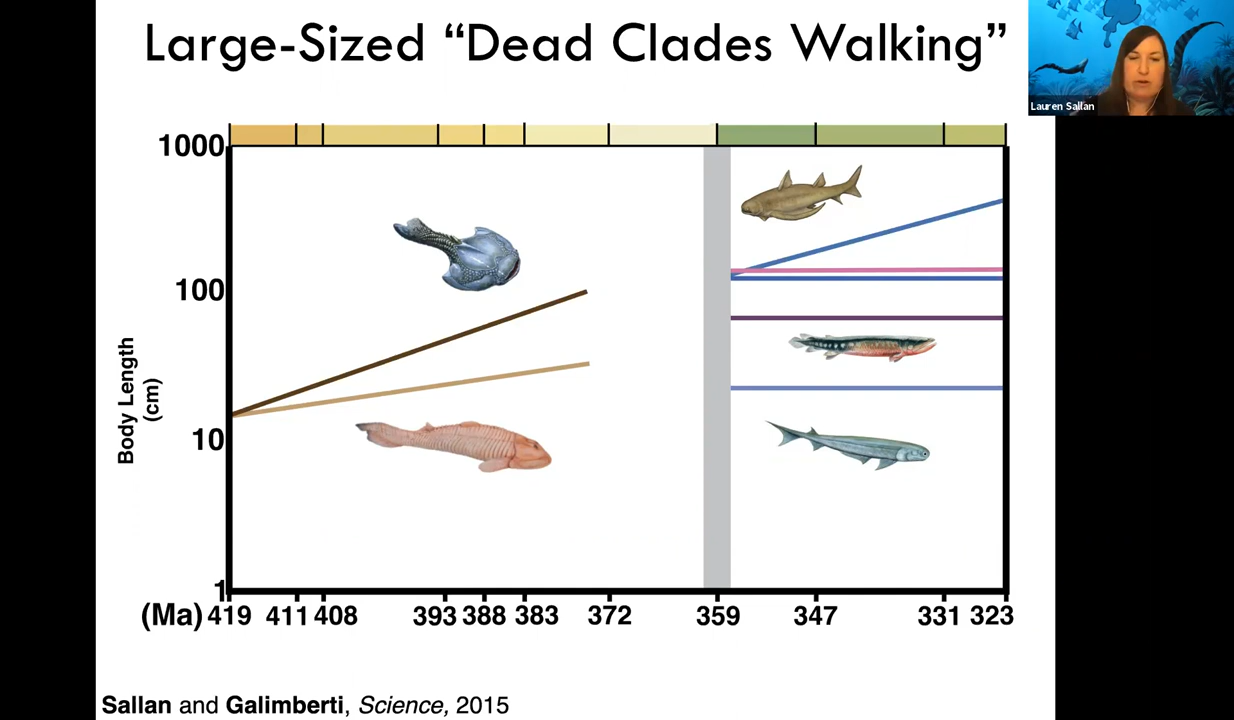 Large-Sized “Dead Clades Walking”
Lauren Sallan
1000
100
10
1
Body Length
(cm)
(Ma) 419 411 408 393 388 383 372 359 347 331 323
Sallan and Galimberti, Science, 2015